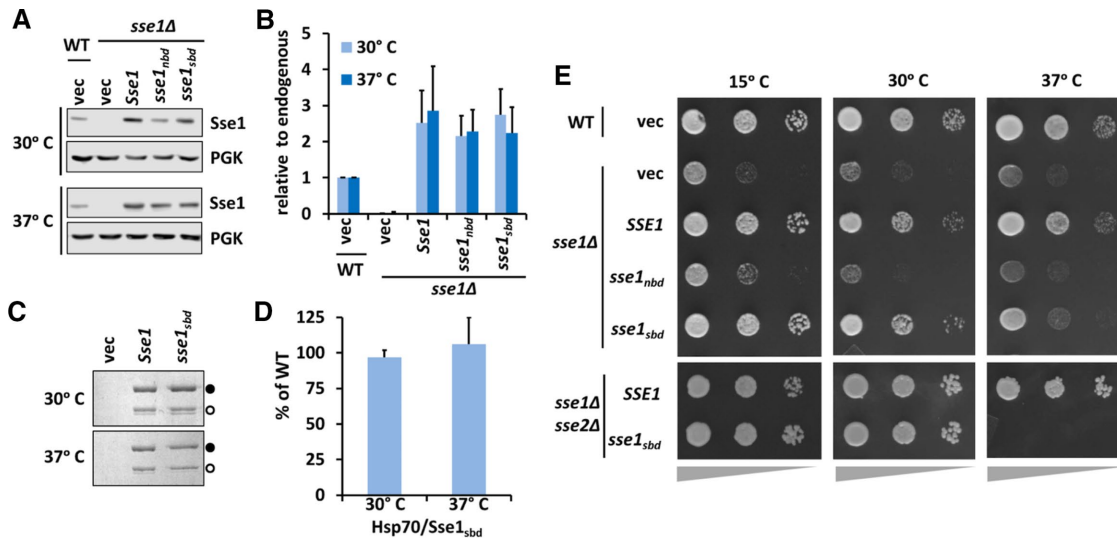 A
sse1Δ
WT
vec
vec
Sse1
sse1nbd
sse1sbd
30° C
Sse1
PGK
37° C
Sse1
PGK
B
relative to endogenous
5
4
3
2
1
0
30° C
37° C
vec
vec
Sse1
sse1nbd
sse1sbd
WT
sse1Δ
C
vec
Sse1
sse1sbd
30° C
37° C
D
% of WT
125
100
75
50
25
0
30° C 37° C
Hsp70/Sse1sbd
E
15° C 30° C 37° C
WT vec
vec
SSE1
sse1Δ
sse1nbd
sse1sbd
SSE1
sse1Δ
sse2Δ
sse1sbd